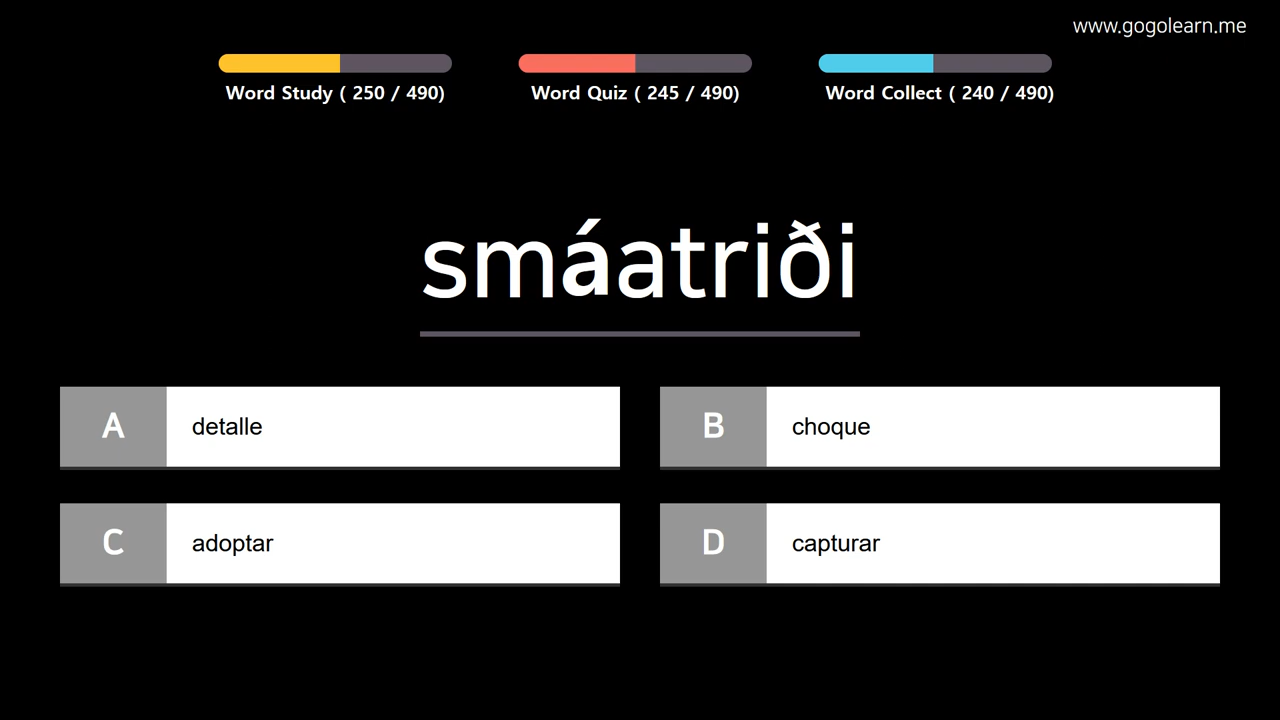 www.gogolearn.me
Word Study ( 250 / 490)
Word Quiz ( 245 / 490)
Word Collect ( 240 / 490)
smáatriði
A detalle
B choque
C adoptar
D capturar